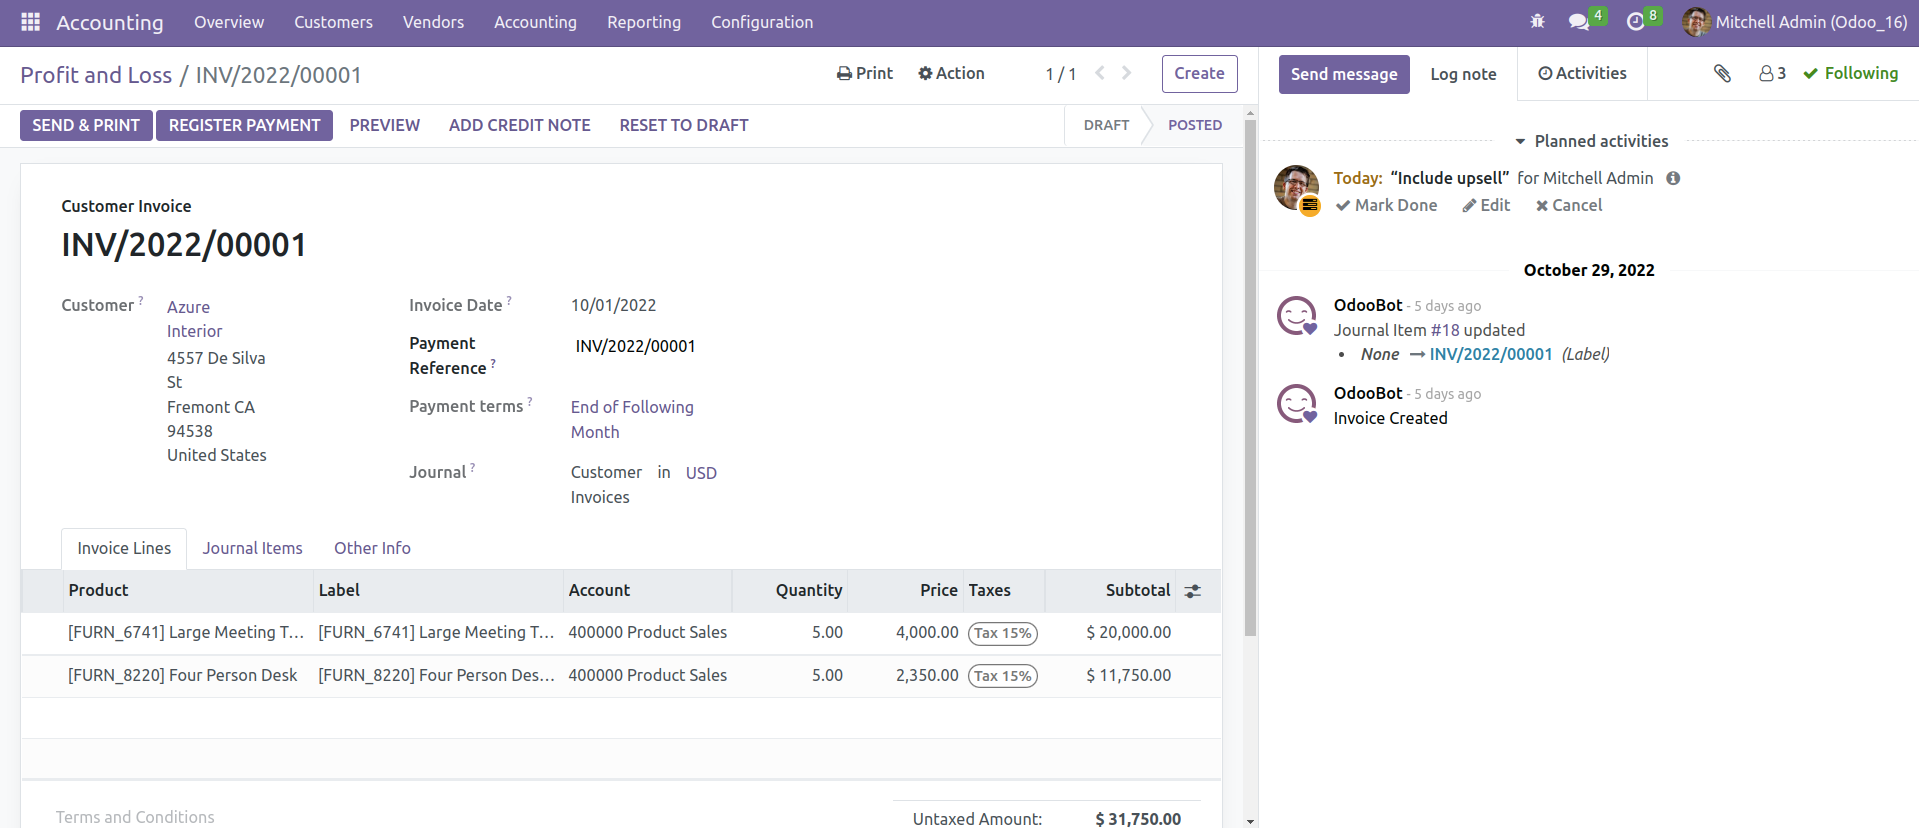 Accounting Overview Customers Vendors Accounting Reporting Configuration 4 8 Mitchell Admin (Odoo_16)
Profit and Loss / INV/2022/00001 Print Action 1 / 1 Create
SEND & PRINT REGISTER PAYMENT PREVIEW ADD CREDIT NOTE RESET TO DRAFT DRAFT POSTED
Customer Invoice
INV/2022/00001
Customer ? Azure
Interior
4557 De Silva
St
Fremont CA
94538
United States
Invoice Date ? 10/01/2022
Payment
Reference ? INV/2022/00001
Payment terms ? End of Following
Month
Journal ? Customer in USD
Invoices
Invoice Lines Journal Items Other Info
Product Label Account Quantity Price Taxes Subtotal
[FURN_6741] Large Meeting T... [FURN_6741] Large Meeting T... 400000 Product Sales 5.00 4,000.00 Tax 15% $ 20,000.00
[FURN_8220] Four Person Desk [FURN_8220] Four Person Des... 400000 Product Sales 5.00 2,350.00 Tax 15% $ 11,750.00
Terms and Conditions
Untaxed Amount: $ 31,750.00
Send message Log note Activities 3 Following
Planned activities
Today: “Include upsell” for Mitchell Admin
Mark Done Edit Cancel
October 29, 2022
OdooBot - 5 days ago
Journal Item #18 updated
• None → INV/2022/00001 (Label)
OdooBot - 5 days ago
Invoice Created